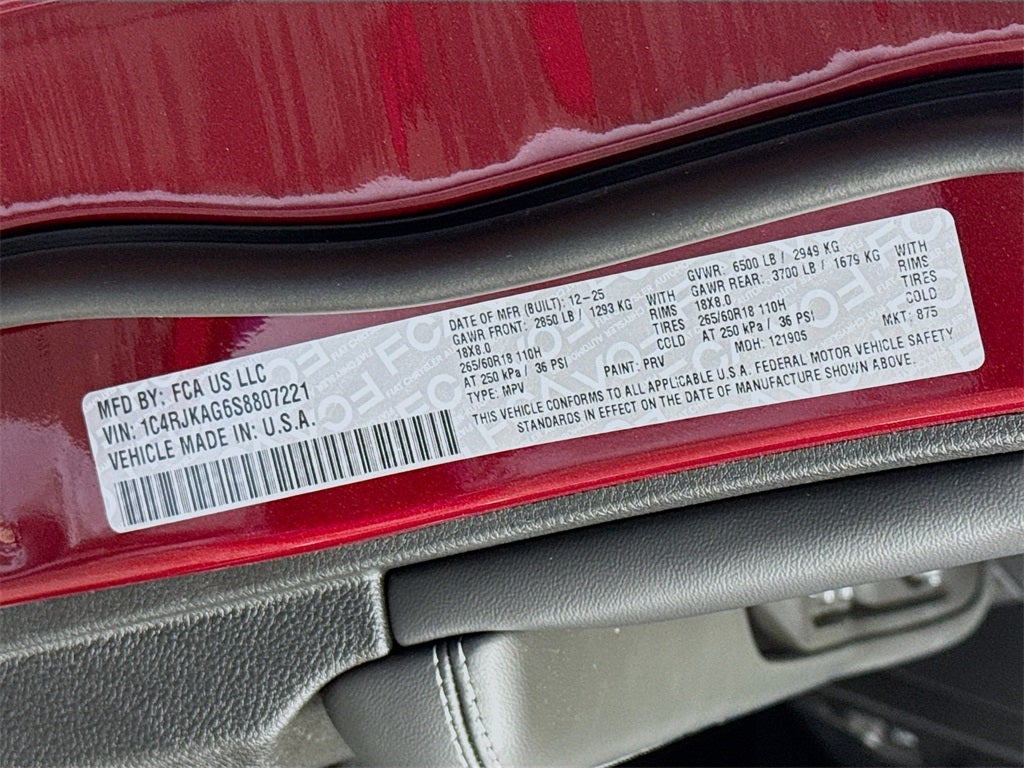 MFD BY: FCA US LLC
VIN: 1C4RJKAG6S8807221
VEHICLE MADE IN: U.S.A.
DATE OF MFR (BUILT): 12-25 GVWR: 6500 LB / 2949 KG
GAWR FRONT: 2850 LB / 1293 KG WITH GAWR REAR: 3700 LB / 1679 KG WITH
18X8.0 RIMS 18X8.0 RIMS
265/60R18 110H TIRES 265/60R18 110H TIRES
AT 250 kPa / 36 PSI COLD AT 250 kPa / 36 PSI COLD
TYPE: MPV PAINT: PRV MDH: 121905 MKT: 875
THIS VEHICLE CONFORMS TO ALL APPLICABLE U.S.A. FEDERAL MOTOR VEHICLE SAFETY
STANDARDS IN EFFECT ON THE DATE OF MANUFACTURE SHOWN ABOVE.